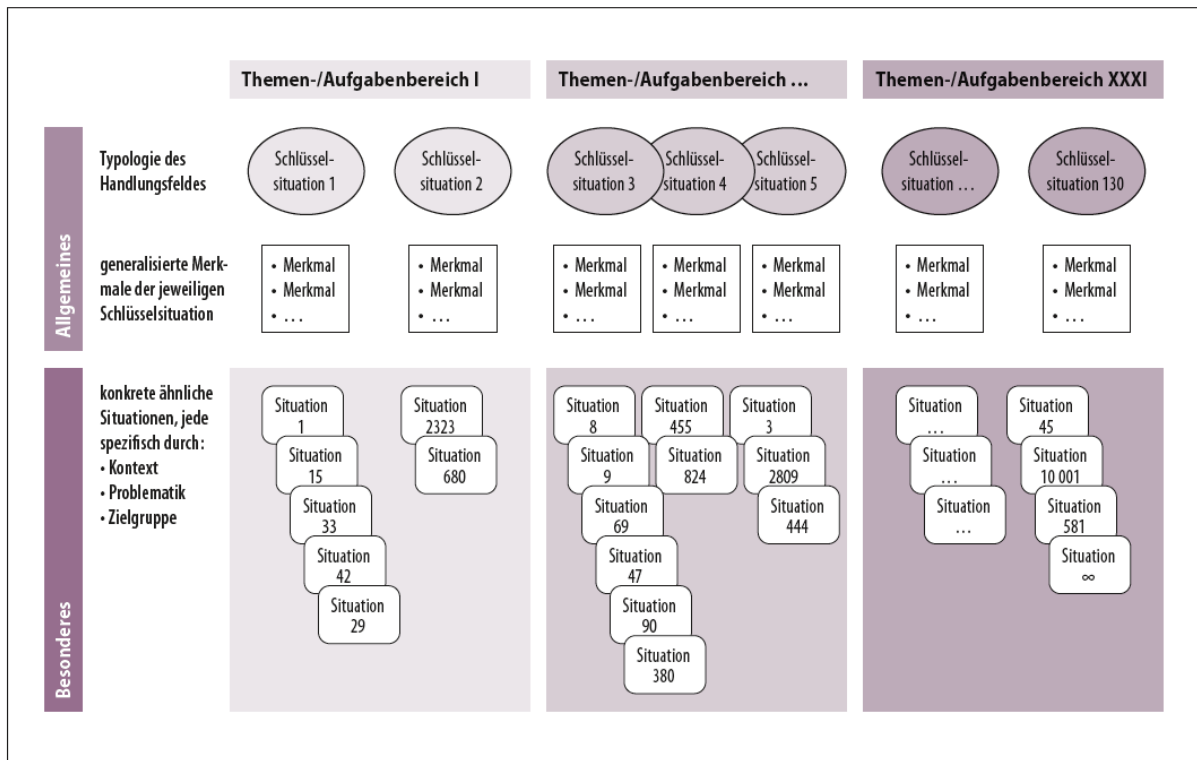 Themen-/Aufgabenbereich I
Themen-/Aufgabenbereich ...
Themen-/Aufgabenbereich XXXI
Allgemeines
Typologie des
Handlungsfeldes
Schlüssel-
situation 1
Schlüssel-
situation 2
Schlüssel-
situation 3
Schlüssel-
situation 4
Schlüssel-
situation 5
Schlüssel-
situation ...
Schlüssel-
situation 130
generalisierte Merk-
male der jeweiligen
Schlüsselsituation
• Merkmal
• Merkmal
• ...
• Merkmal
• Merkmal
• ...
• Merkmal
• Merkmal
• ...
• Merkmal
• Merkmal
• ...
• Merkmal
• Merkmal
• ...
• Merkmal
• Merkmal
• ...
• Merkmal
• Merkmal
• ...
Besonderes
konkrete ähnliche
Situationen, jede
spezifisch durch:
• Kontext
• Problematik
• Zielgruppe
Situation
1
Situation
15
Situation
33
Situation
42
Situation
29
Situation
2323
Situation
680
Situation
8
Situation
9
Situation
69
Situation
47
Situation
90
Situation
380
Situation
455
Situation
824
Situation
3
Situation
2809
Situation
444
Situation
...
Situation
...
Situation
...
Situation
45
Situation
10 001
Situation
581
Situation
∞